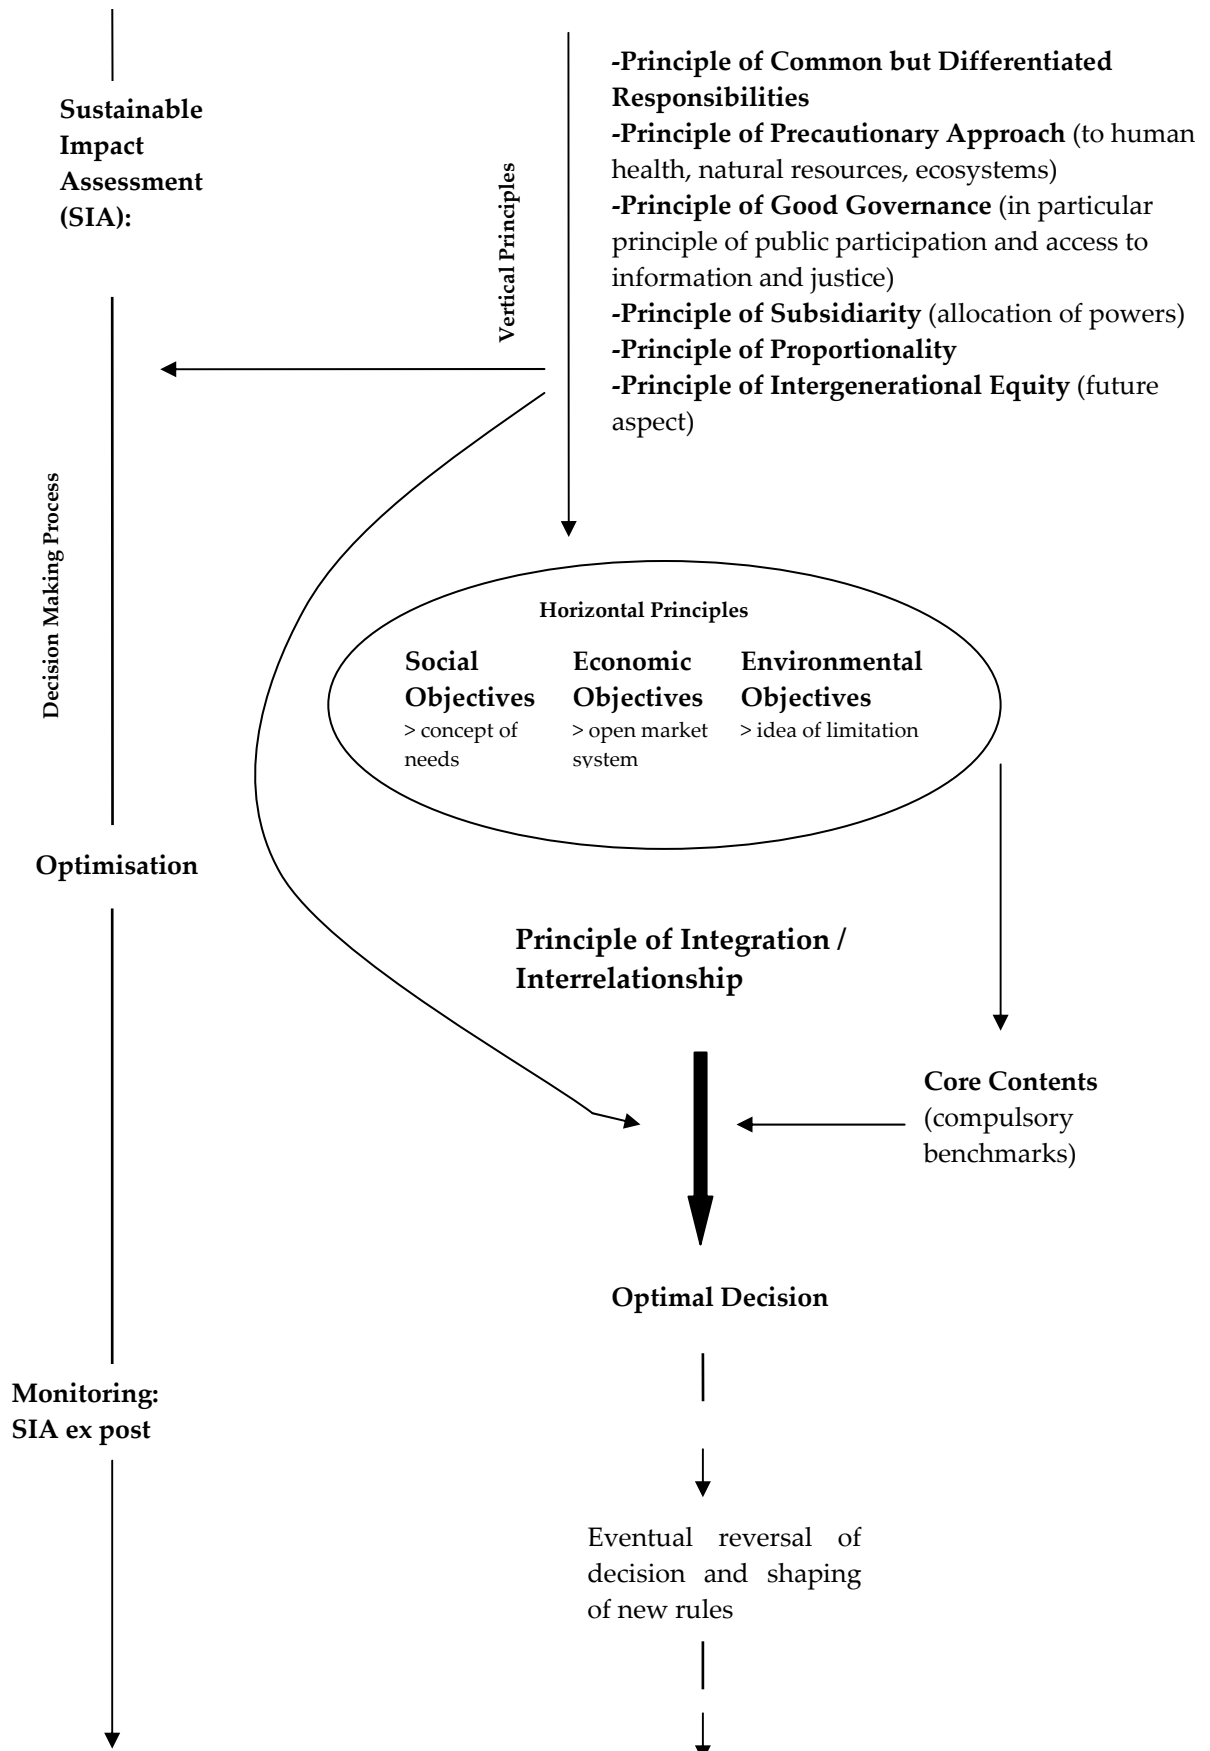 Sustainable
Impact
Assessment
(SIA):
Decision Making Process
Optimisation
Monitoring:
SIA ex post
Vertical Principles
-Principle of Common but Differentiated
Responsibilities
-Principle of Precautionary Approach (to human
health, natural resources, ecosystems)
-Principle of Good Governance (in particular
principle of public participation and access to
information and justice)
-Principle of Subsidiarity (allocation of powers)
-Principle of Proportionality
-Principle of Intergenerational Equity (future
aspect)
Horizontal Principles
Social
Objectives
> concept of
needs
Economic
Objectives
> open market
system
Environmental
Objectives
> idea of limitation
Principle of Integration /
Interrelationship
Core Contents
(compulsory
benchmarks)
Optimal Decision
Eventual reversal of
decision and shaping
of new rules